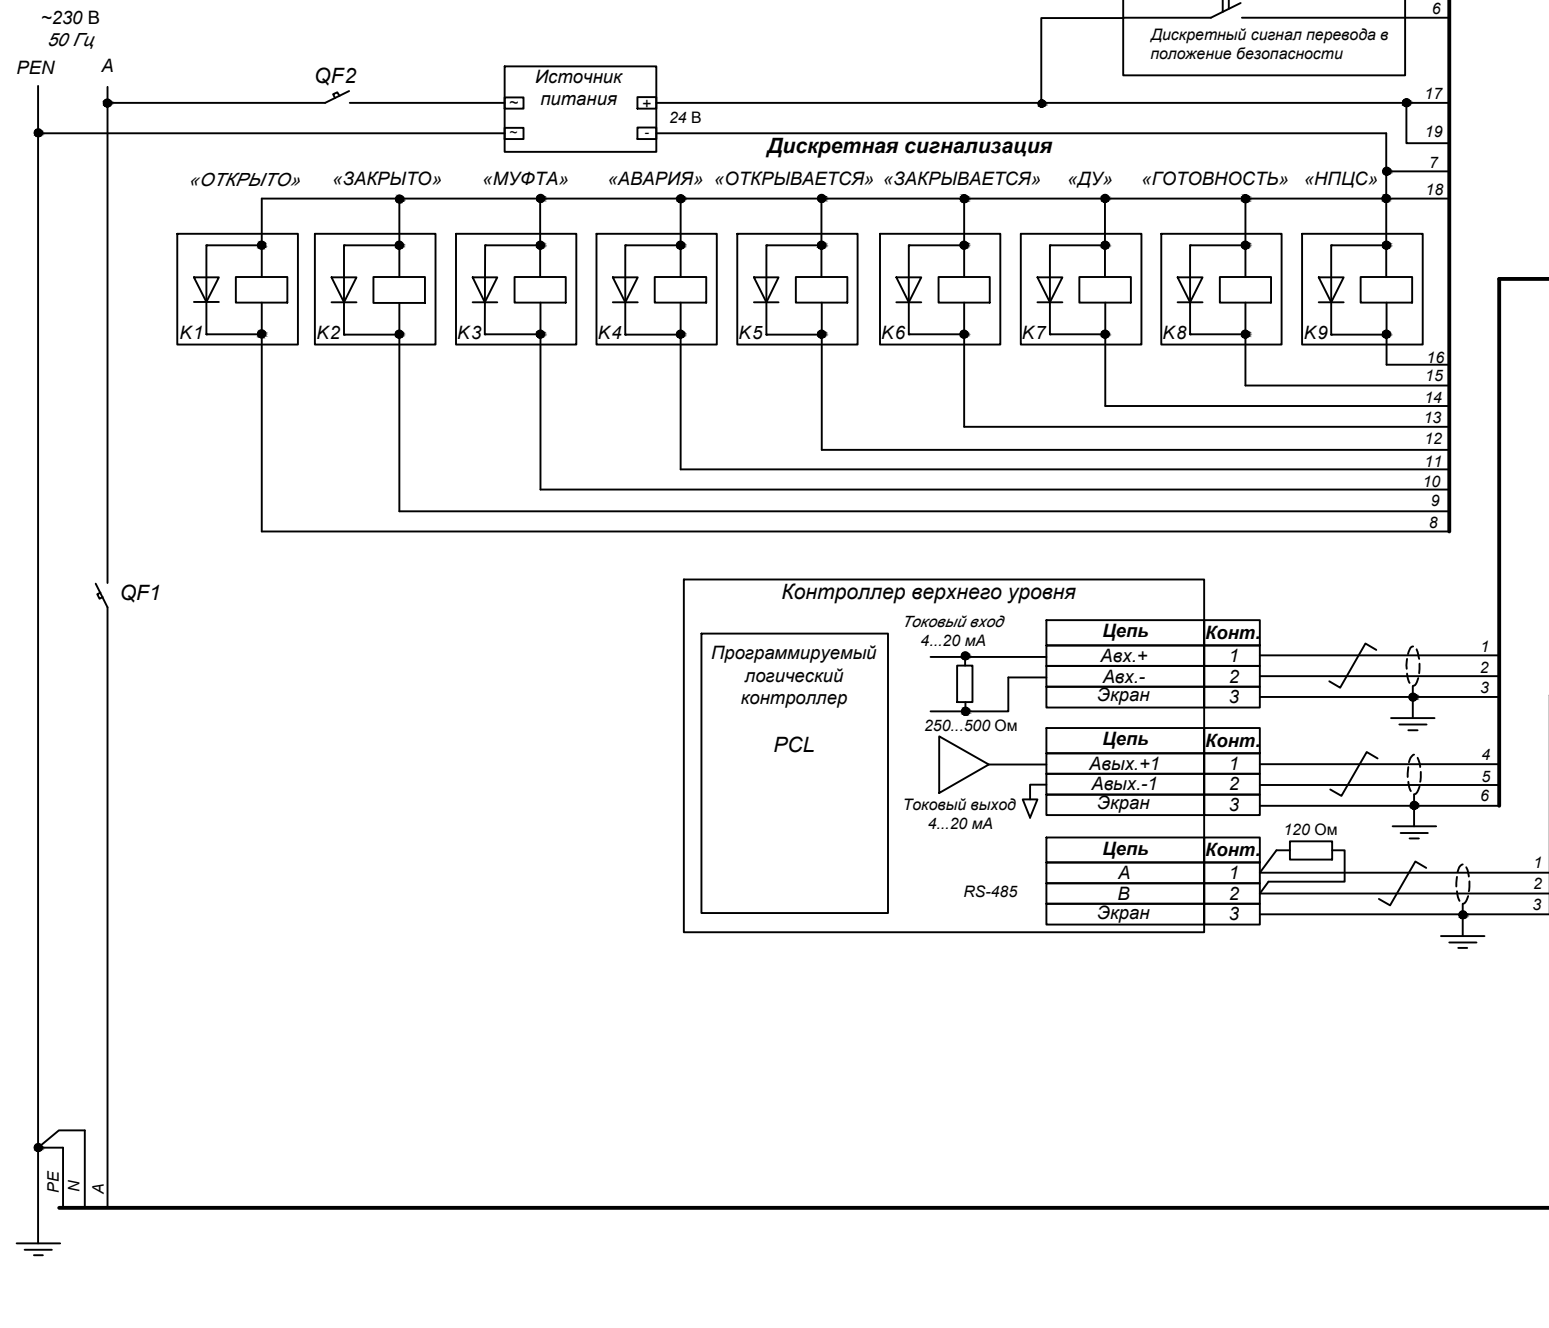 ~230 В
50 Гц
PEN
A
QF2
Источник
питания
~
~
+
-
24 В
6
Дискретный сигнал перевода в
положение безопасности
17
19
7
18
Дискретная сигнализация
«ОТКРЫТО»
«ЗАКРЫТО»
«МУФТА»
«АВАРИЯ»
«ОТКРЫВАЕТСЯ»
«ЗАКРЫВАЕТСЯ»
«ДУ»
«ГОТОВНОСТЬ»
«НПЦС»
K1
K2
K3
K4
K5
K6
K7
K8
K9
16
15
14
13
12
11
10
9
8
QF1
Контроллер верхнего уровня
Программируемый
логический
контроллер
PCL
Токовый вход
4...20 мА
250...500 Ом
Цепь Конт.
Авх.+ 1
Авх.- 2
Экран 3
1
2
3
Токовый выход
4...20 мА
Цепь Конт.
Авых.+1 1
Авых.-1 2
Экран 3
4
5
6
RS-485
Цепь Конт.
A 1
B 2
Экран 3
120 Ом
1
2
3
PE
N
A